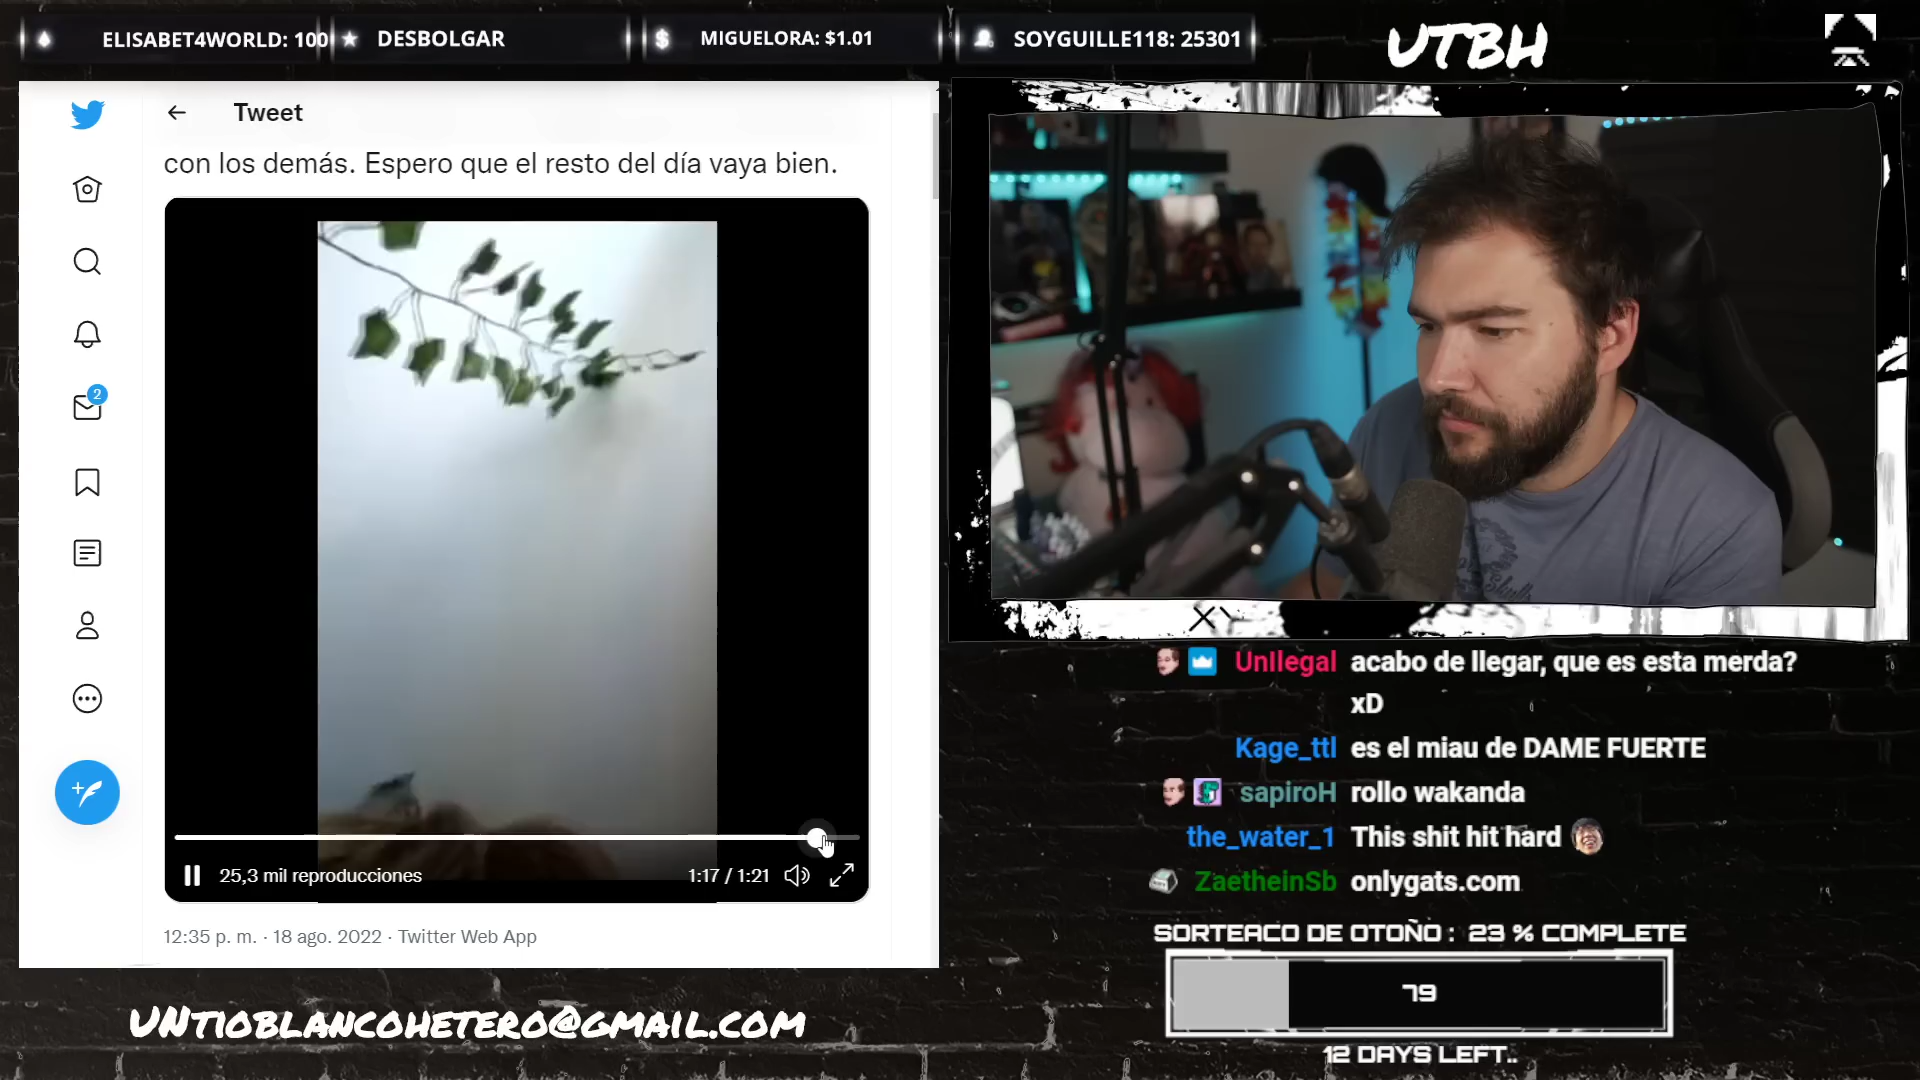 ELISABET4WORLD: 100
DESBOLGAR
MIGUELORA: $1.01
SOYGUILLE118: 25301
UTBH
Tweet
con los demás. Espero que el resto del día vaya bien.
2
25,3 mil reproducciones
1:17 / 1:21
12:35 p. m. · 18 ago. 2022 · Twitter Web App
UnIlegal acabo de llegar, que es esta merda?
xD
Kage_ttl es el miau de DAME FUERTE
sapiroH rollo wakanda
the_water_1 This shit hit hard
ZaetheinSb onlygats.com
SORTEACO DE OTOÑO : 23 % COMPLETE
79
12 DAYS LEFT..
UNTIOBLANCOHETERO@GMAIL.COM